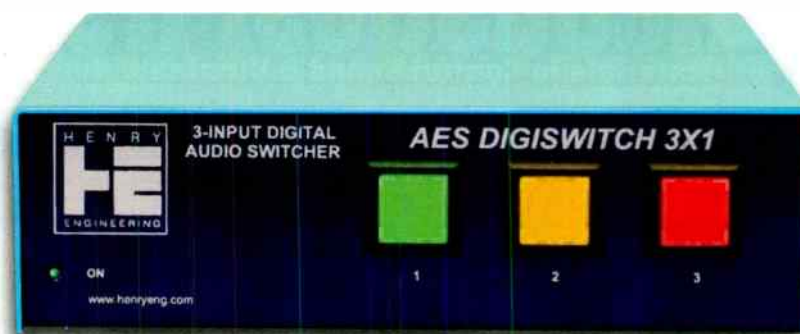 HENRY
ENGINEERING
3-INPUT DIGITAL
AUDIO SWITCHER
AES DIGISWITCH 3X1
1
2
3
ON
www.henryeng.com